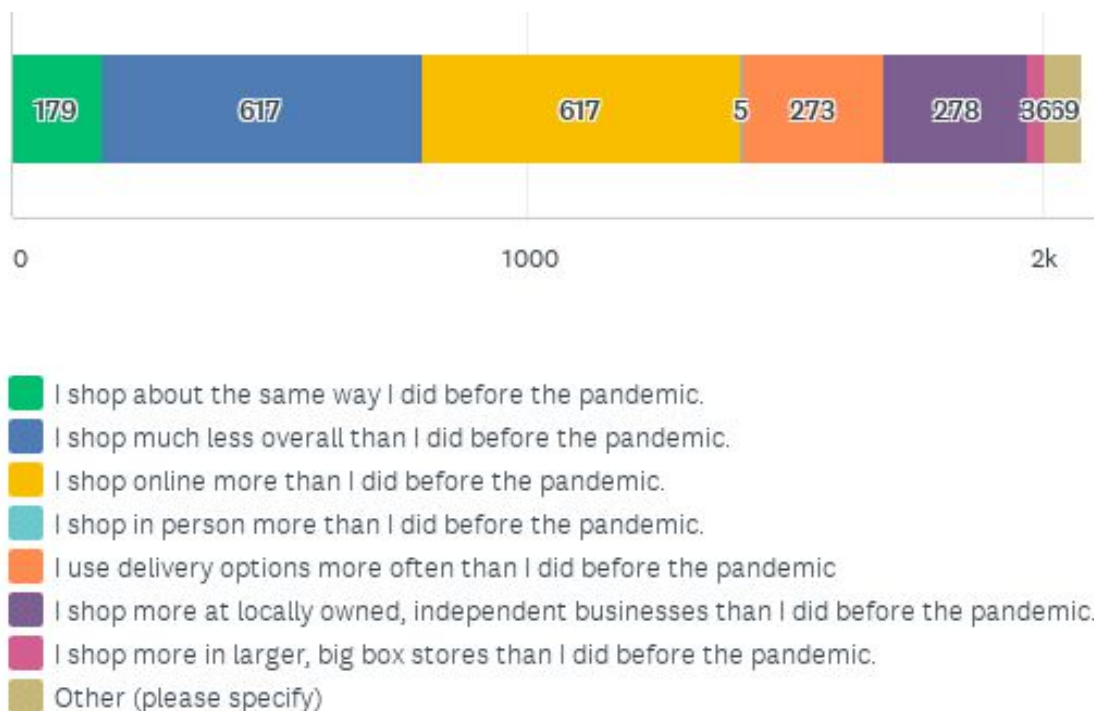 179 617 617 5 273 278 36 69
0 1000 2k
I shop about the same way I did before the pandemic.
I shop much less overall than I did before the pandemic.
I shop online more than I did before the pandemic.
I shop in person more than I did before the pandemic.
I use delivery options more often than I did before the pandemic
I shop more at locally owned, independent businesses than I did before the pandemic.
I shop more in larger, big box stores than I did before the pandemic.
Other (please specify)